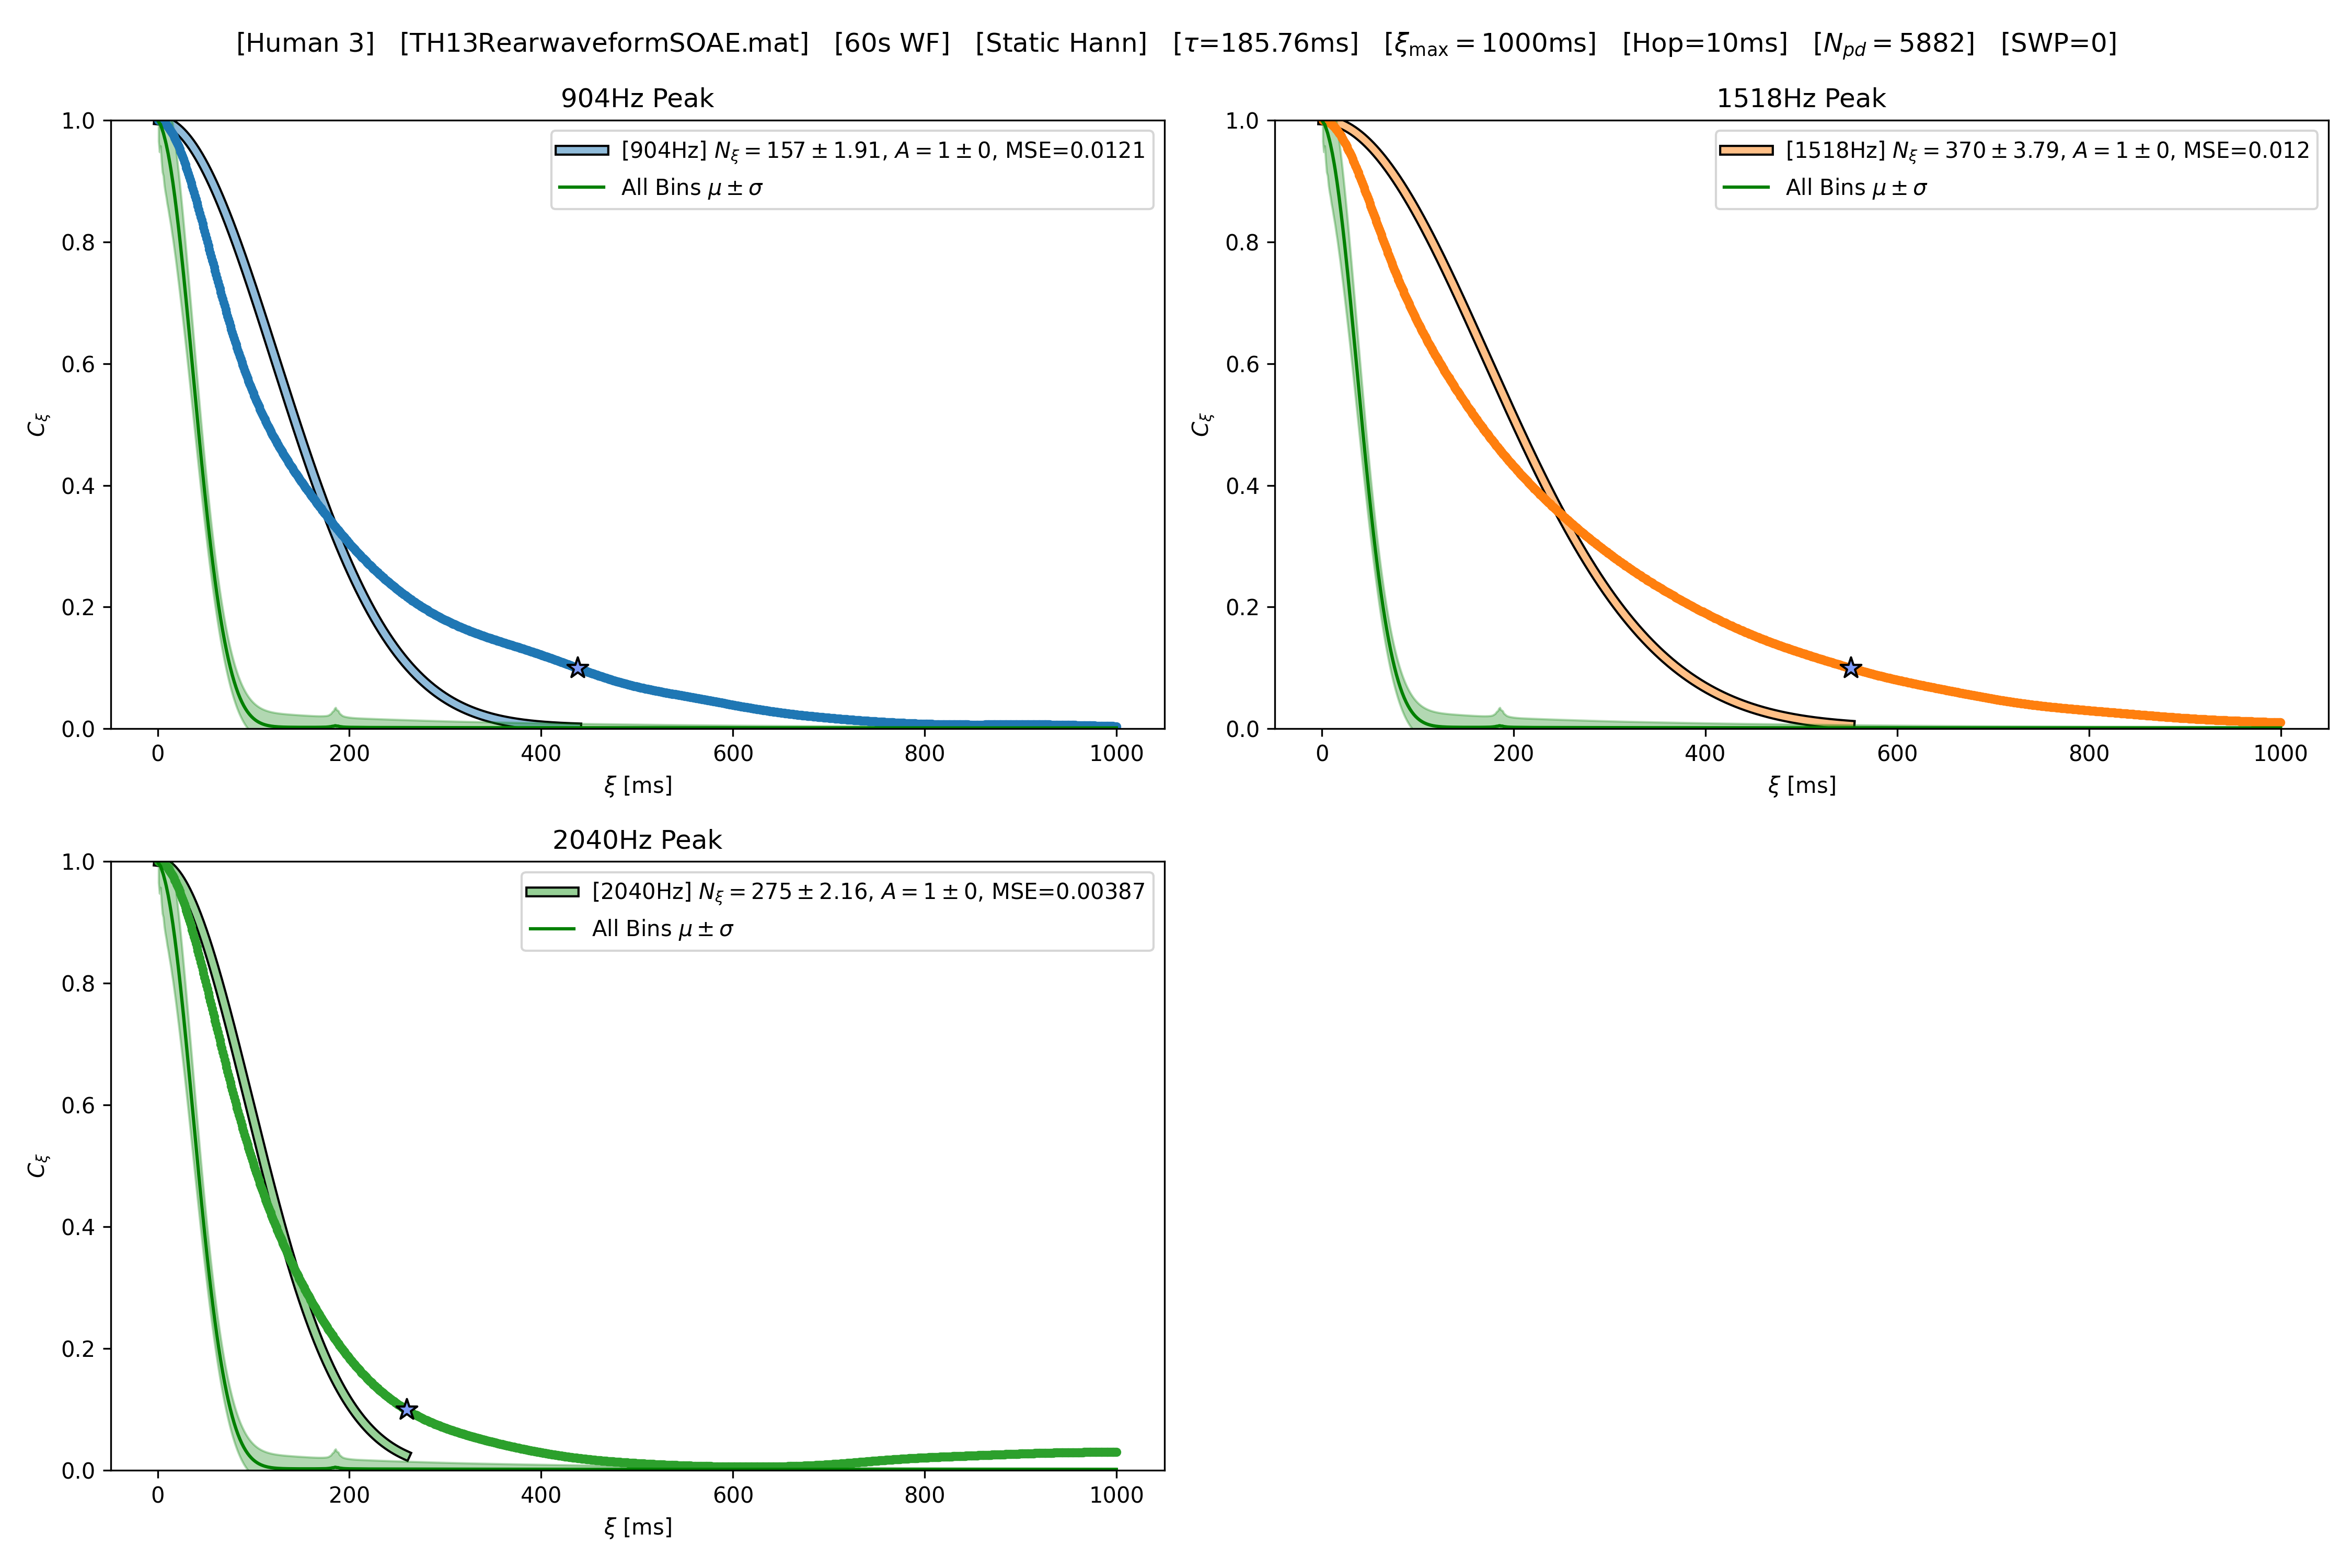 [Human 3] [TH13RearwaveformSOAE.mat] [60s WF] [Static Hann] [τ=185.76ms] [ξmax = 1000ms] [Hop=10ms] [Npd = 5882] [SWP=0]
904Hz Peak
1.0
0.8
0.6
0.4
0.2
0.0
Cξ
[904Hz] Nξ = 157 ± 1.91, A = 1 ± 0, MSE=0.0121
All Bins μ ± σ
0 200 400 600 800 1000
ξ [ms]
1518Hz Peak
1.0
0.8
0.6
0.4
0.2
0.0
Cξ
[1518Hz] Nξ = 370 ± 3.79, A = 1 ± 0, MSE=0.012
All Bins μ ± σ
0 200 400 600 800 1000
ξ [ms]
2040Hz Peak
1.0
0.8
0.6
0.4
0.2
0.0
Cξ
[2040Hz] Nξ = 275 ± 2.16, A = 1 ± 0, MSE=0.00387
All Bins μ ± σ
0 200 400 600 800 1000
ξ [ms]